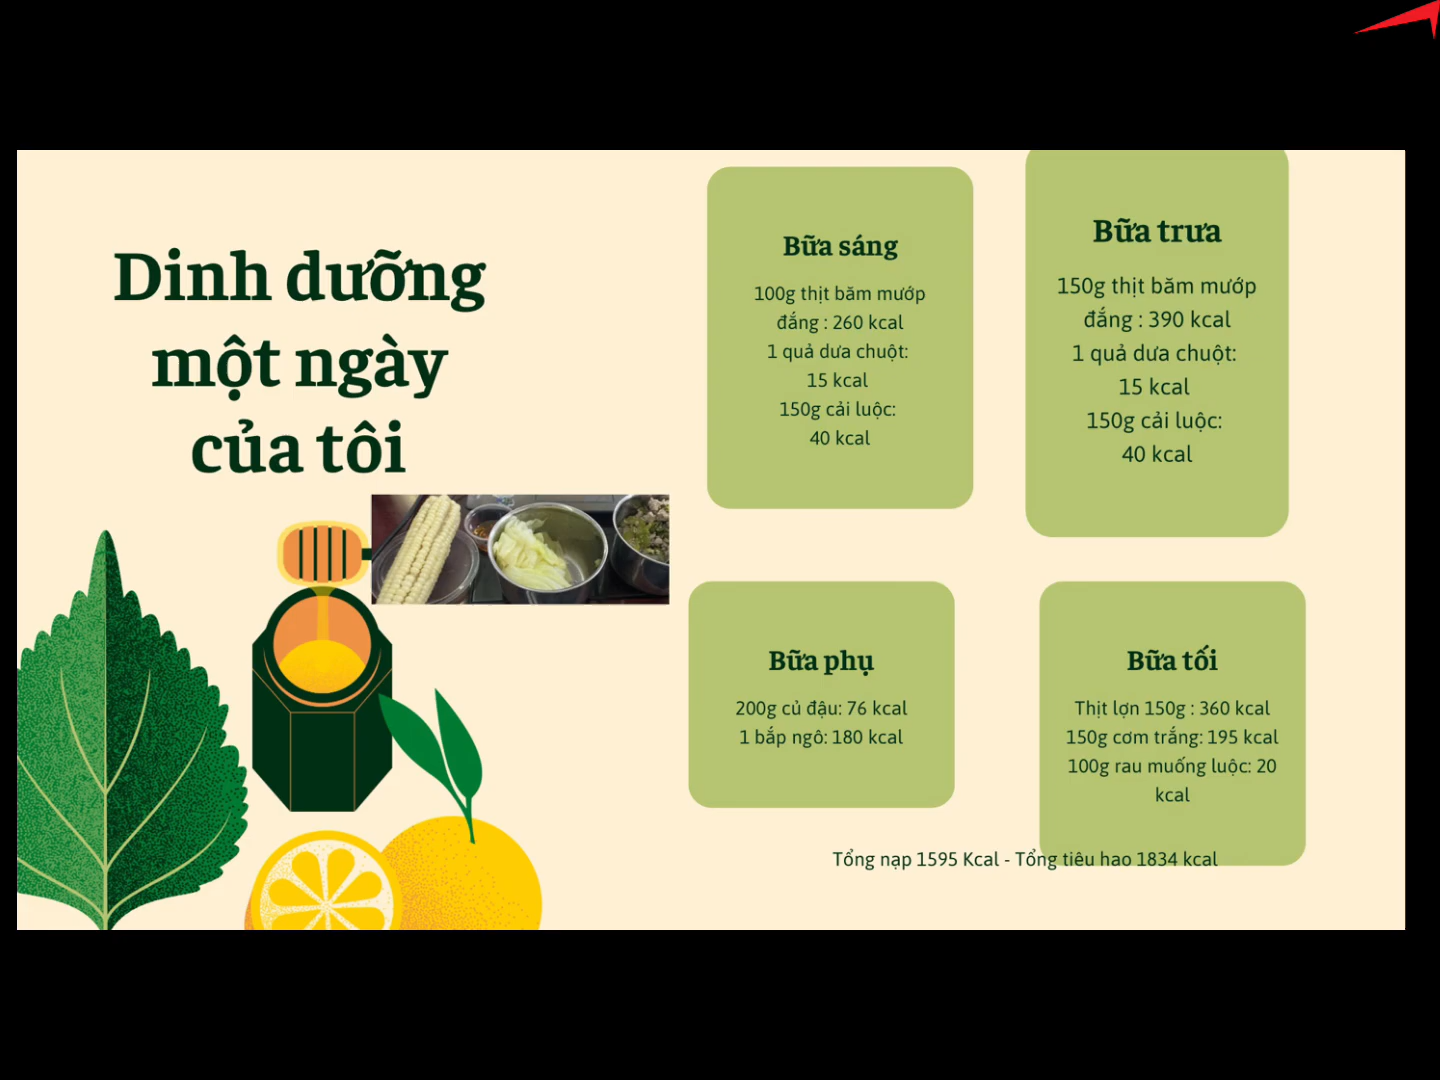 Dinh dưỡng
một ngày
của tôi
Bữa sáng
100g thịt băm mướp
đắng : 260 kcal
1 quả dưa chuột:
15 kcal
150g cải luộc:
40 kcal
Bữa trưa
150g thịt băm mướp
đắng : 390 kcal
1 quả dưa chuột:
15 kcal
150g cải luộc:
40 kcal
Bữa phụ
200g củ đậu: 76 kcal
1 bắp ngô: 180 kcal
Bữa tối
Thịt lợn 150g : 360 kcal
150g cơm trắng: 195 kcal
100g rau muống luộc: 20
kcal
Tổng nạp 1595 Kcal - Tổng tiêu hao 1834 kcal